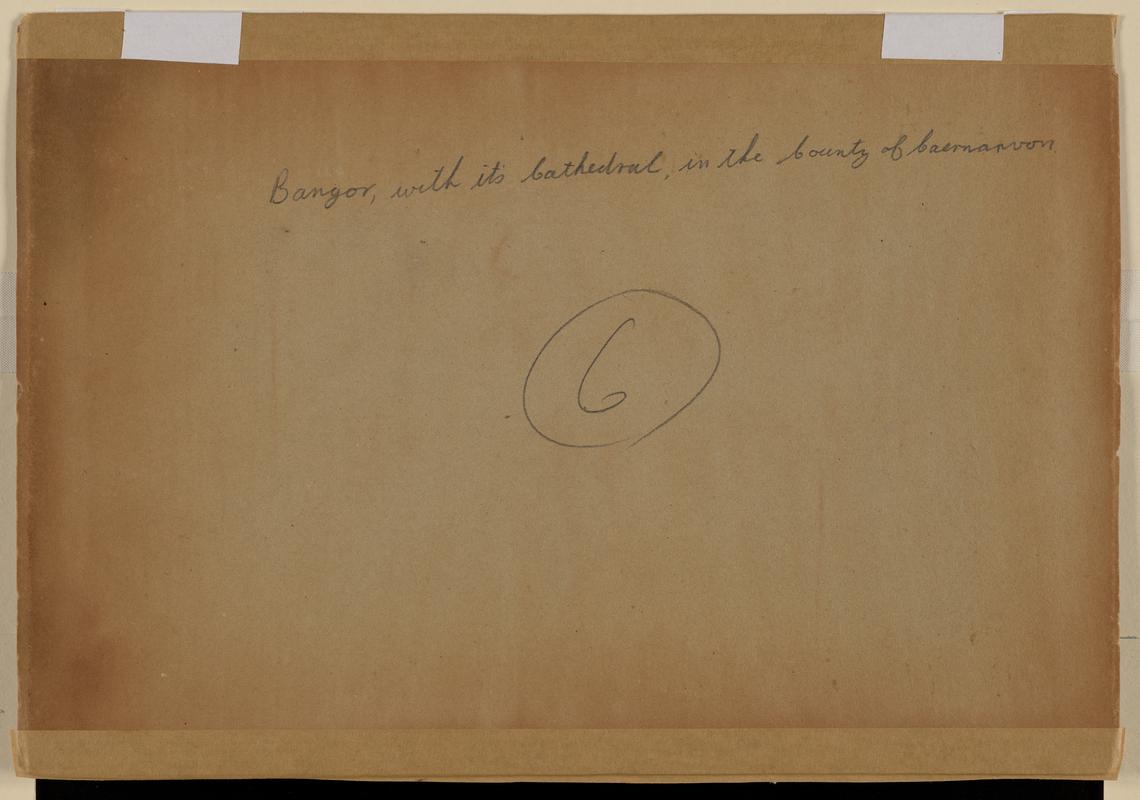 Bangor, with its Cathedral, in the County of Caernarvon
6